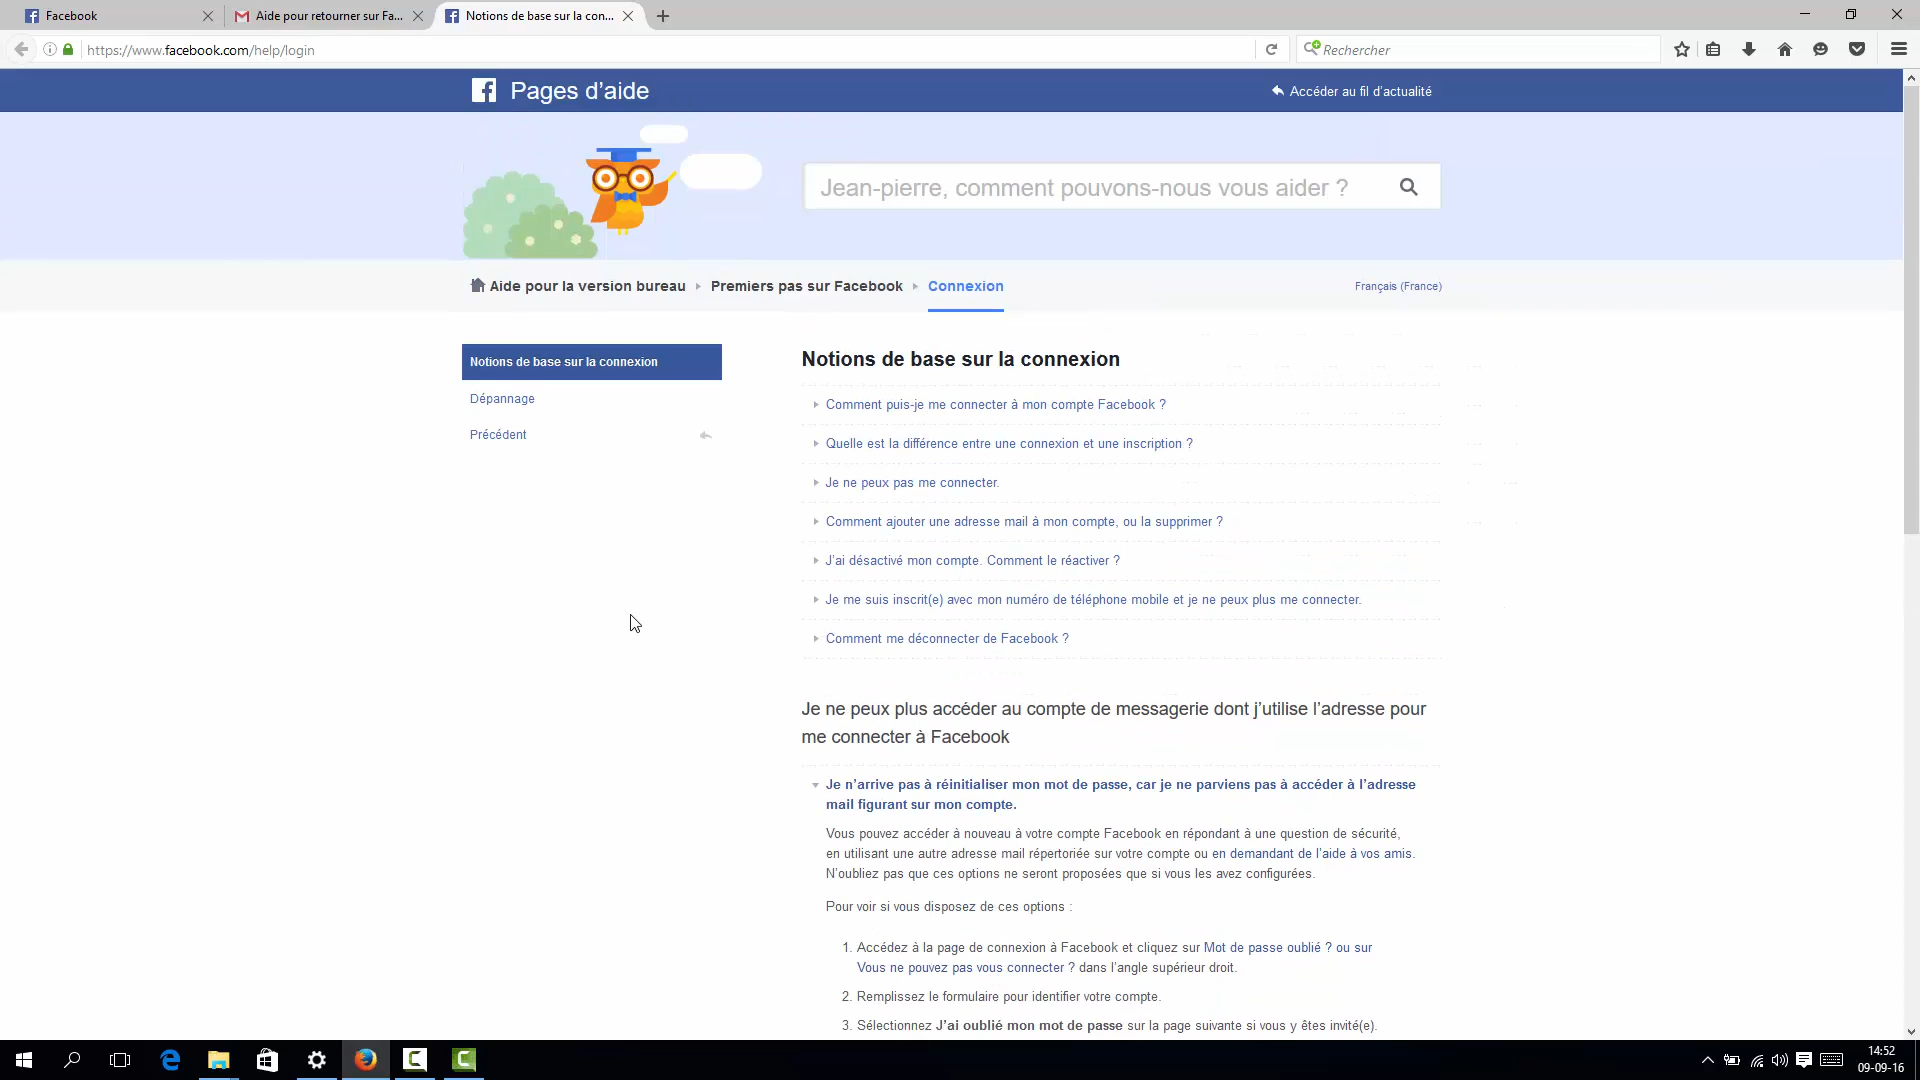 Facebook
Aide pour retourner sur Fa...
Notions de base sur la con...
https://www.facebook.com/help/login
Rechercher
Pages d’aide
Accéder au fil d’actualité
Jean-pierre, comment pouvons-nous vous aider ?
Aide pour la version bureau
Premiers pas sur Facebook
Connexion
Français (France)
Notions de base sur la connexion
Dépannage
Précédent
Notions de base sur la connexion
Comment puis-je me connecter à mon compte Facebook ?
Quelle est la différence entre une connexion et une inscription ?
Je ne peux pas me connecter.
Comment ajouter une adresse mail à mon compte, ou la supprimer ?
J’ai désactivé mon compte. Comment le réactiver ?
Je me suis inscrit(e) avec mon numéro de téléphone mobile et je ne peux plus me connecter.
Comment me déconnecter de Facebook ?
Je ne peux plus accéder au compte de messagerie dont j’utilise l’adresse pour
me connecter à Facebook
Je n’arrive pas à réinitialiser mon mot de passe, car je ne parviens pas à accéder à l’adresse
mail figurant sur mon compte.
Vous pouvez accéder à nouveau à votre compte Facebook en répondant à une question de sécurité,
en utilisant une autre adresse mail répertoriée sur votre compte ou en demandant de l’aide à vos amis.
N’oubliez pas que ces options ne seront proposées que si vous les avez configurées.
Pour voir si vous disposez de ces options :
1. Accédez à la page de connexion à Facebook et cliquez sur Mot de passe oublié ? ou sur
Vous ne pouvez pas vous connecter ? dans l’angle supérieur droit.
2. Remplissez le formulaire pour identifier votre compte.
3. Sélectionnez J’ai oublié mon mot de passe sur la page suivante si vous y êtes invité(e).
14:52
09-09-16